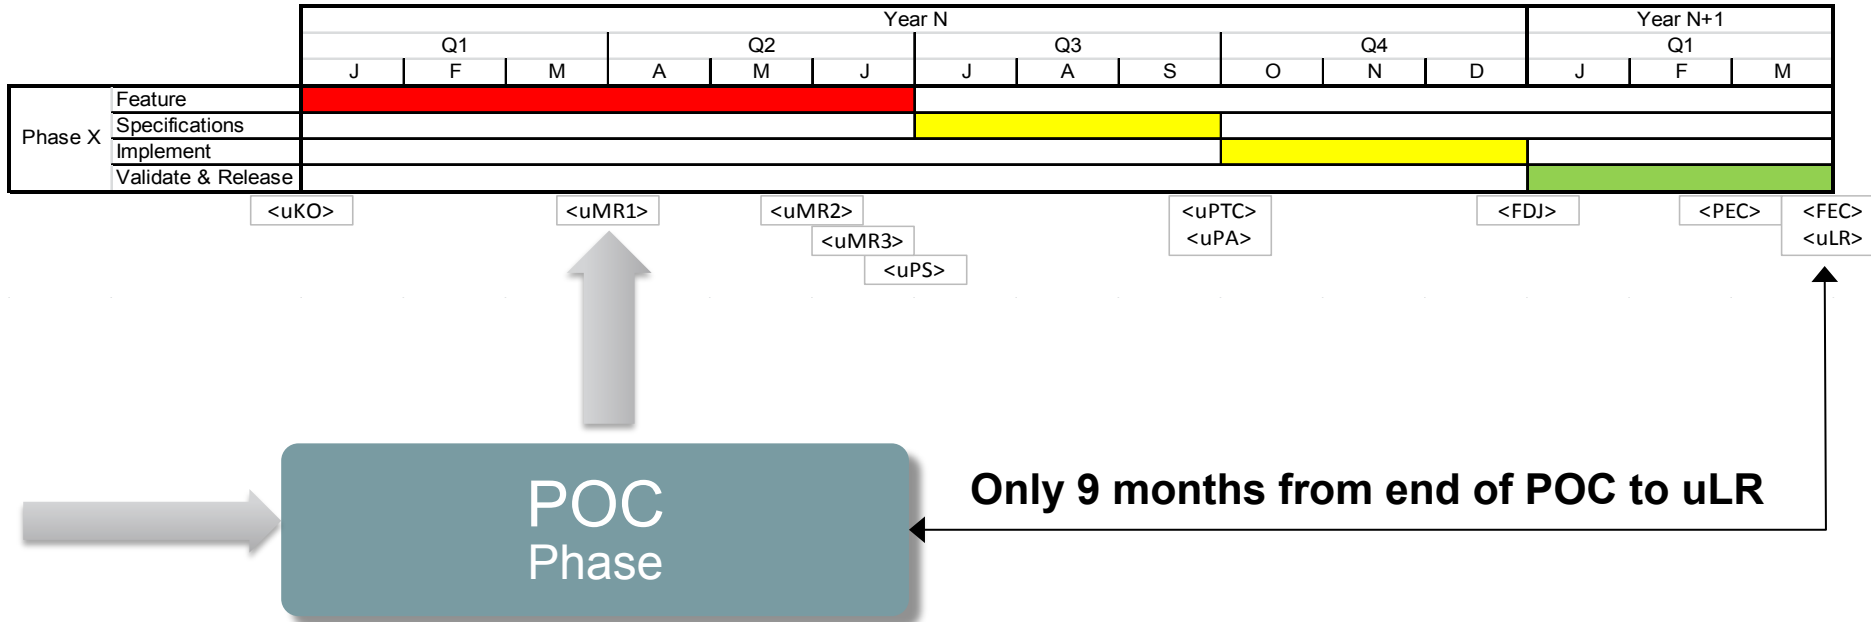 Year N Year N+1
Q1 Q2 Q3 Q4 Q1
J F M A M J J A S O N D J F M
Phase X
Feature
Specifications
Implement
Validate & Release
<uKO> <uMR1> <uMR2> <uPTC> <FDJ> <PEC> <FEC>
<uMR3> <uPA> <uLR>
<uPS>
POC
Phase
Only 9 months from end of POC to uLR